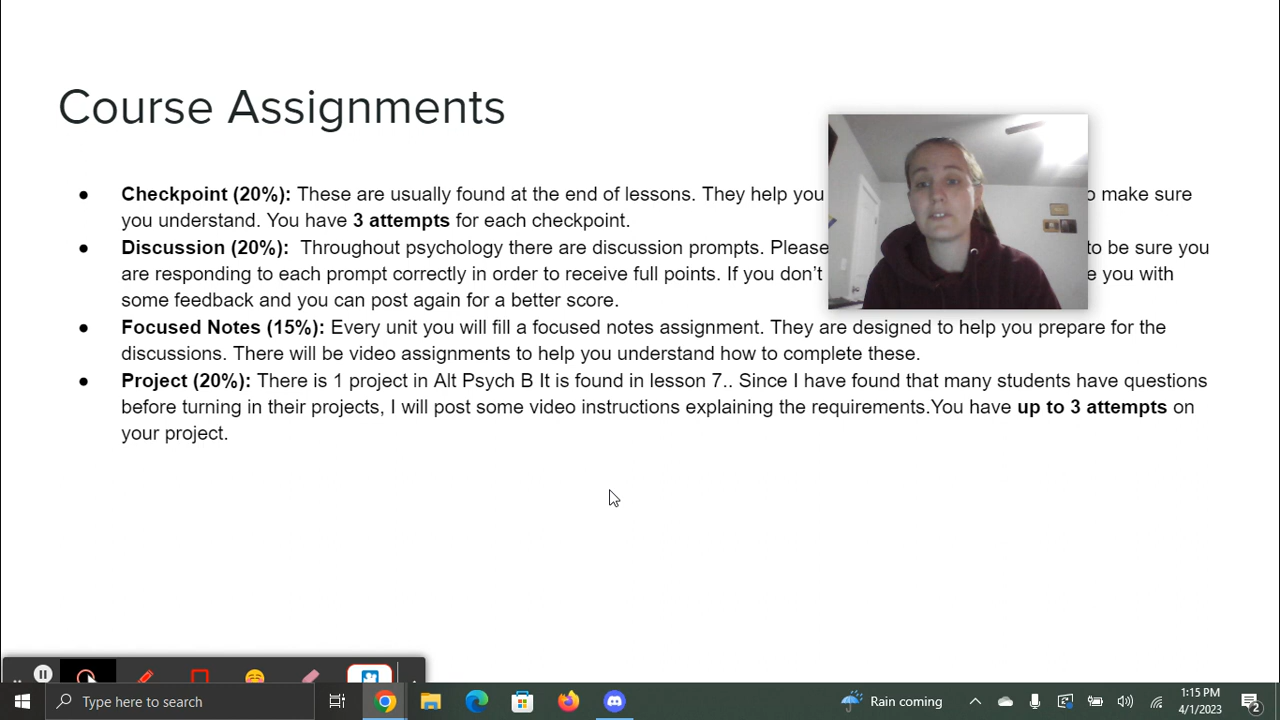 Course Assignments
● Checkpoint (20%): These are usually found at the end of lessons. They help you make sure
you understand. You have 3 attempts for each checkpoint.
● Discussion (20%): Throughout psychology there are discussion prompts. Please to be sure you
are responding to each prompt correctly in order to receive full points. If you don't you with
some feedback and you can post again for a better score.
● Focused Notes (15%): Every unit you will fill a focused notes assignment. They are designed to help you prepare for the
discussions. There will be video assignments to help you understand how to complete these.
● Project (20%): There is 1 project in Alt Psych B It is found in lesson 7.. Since I have found that many students have questions
before turning in their projects, I will post some video instructions explaining the requirements.You have up to 3 attempts on
your project.
Type here to search
Rain coming
1:15 PM
4/1/2023
2